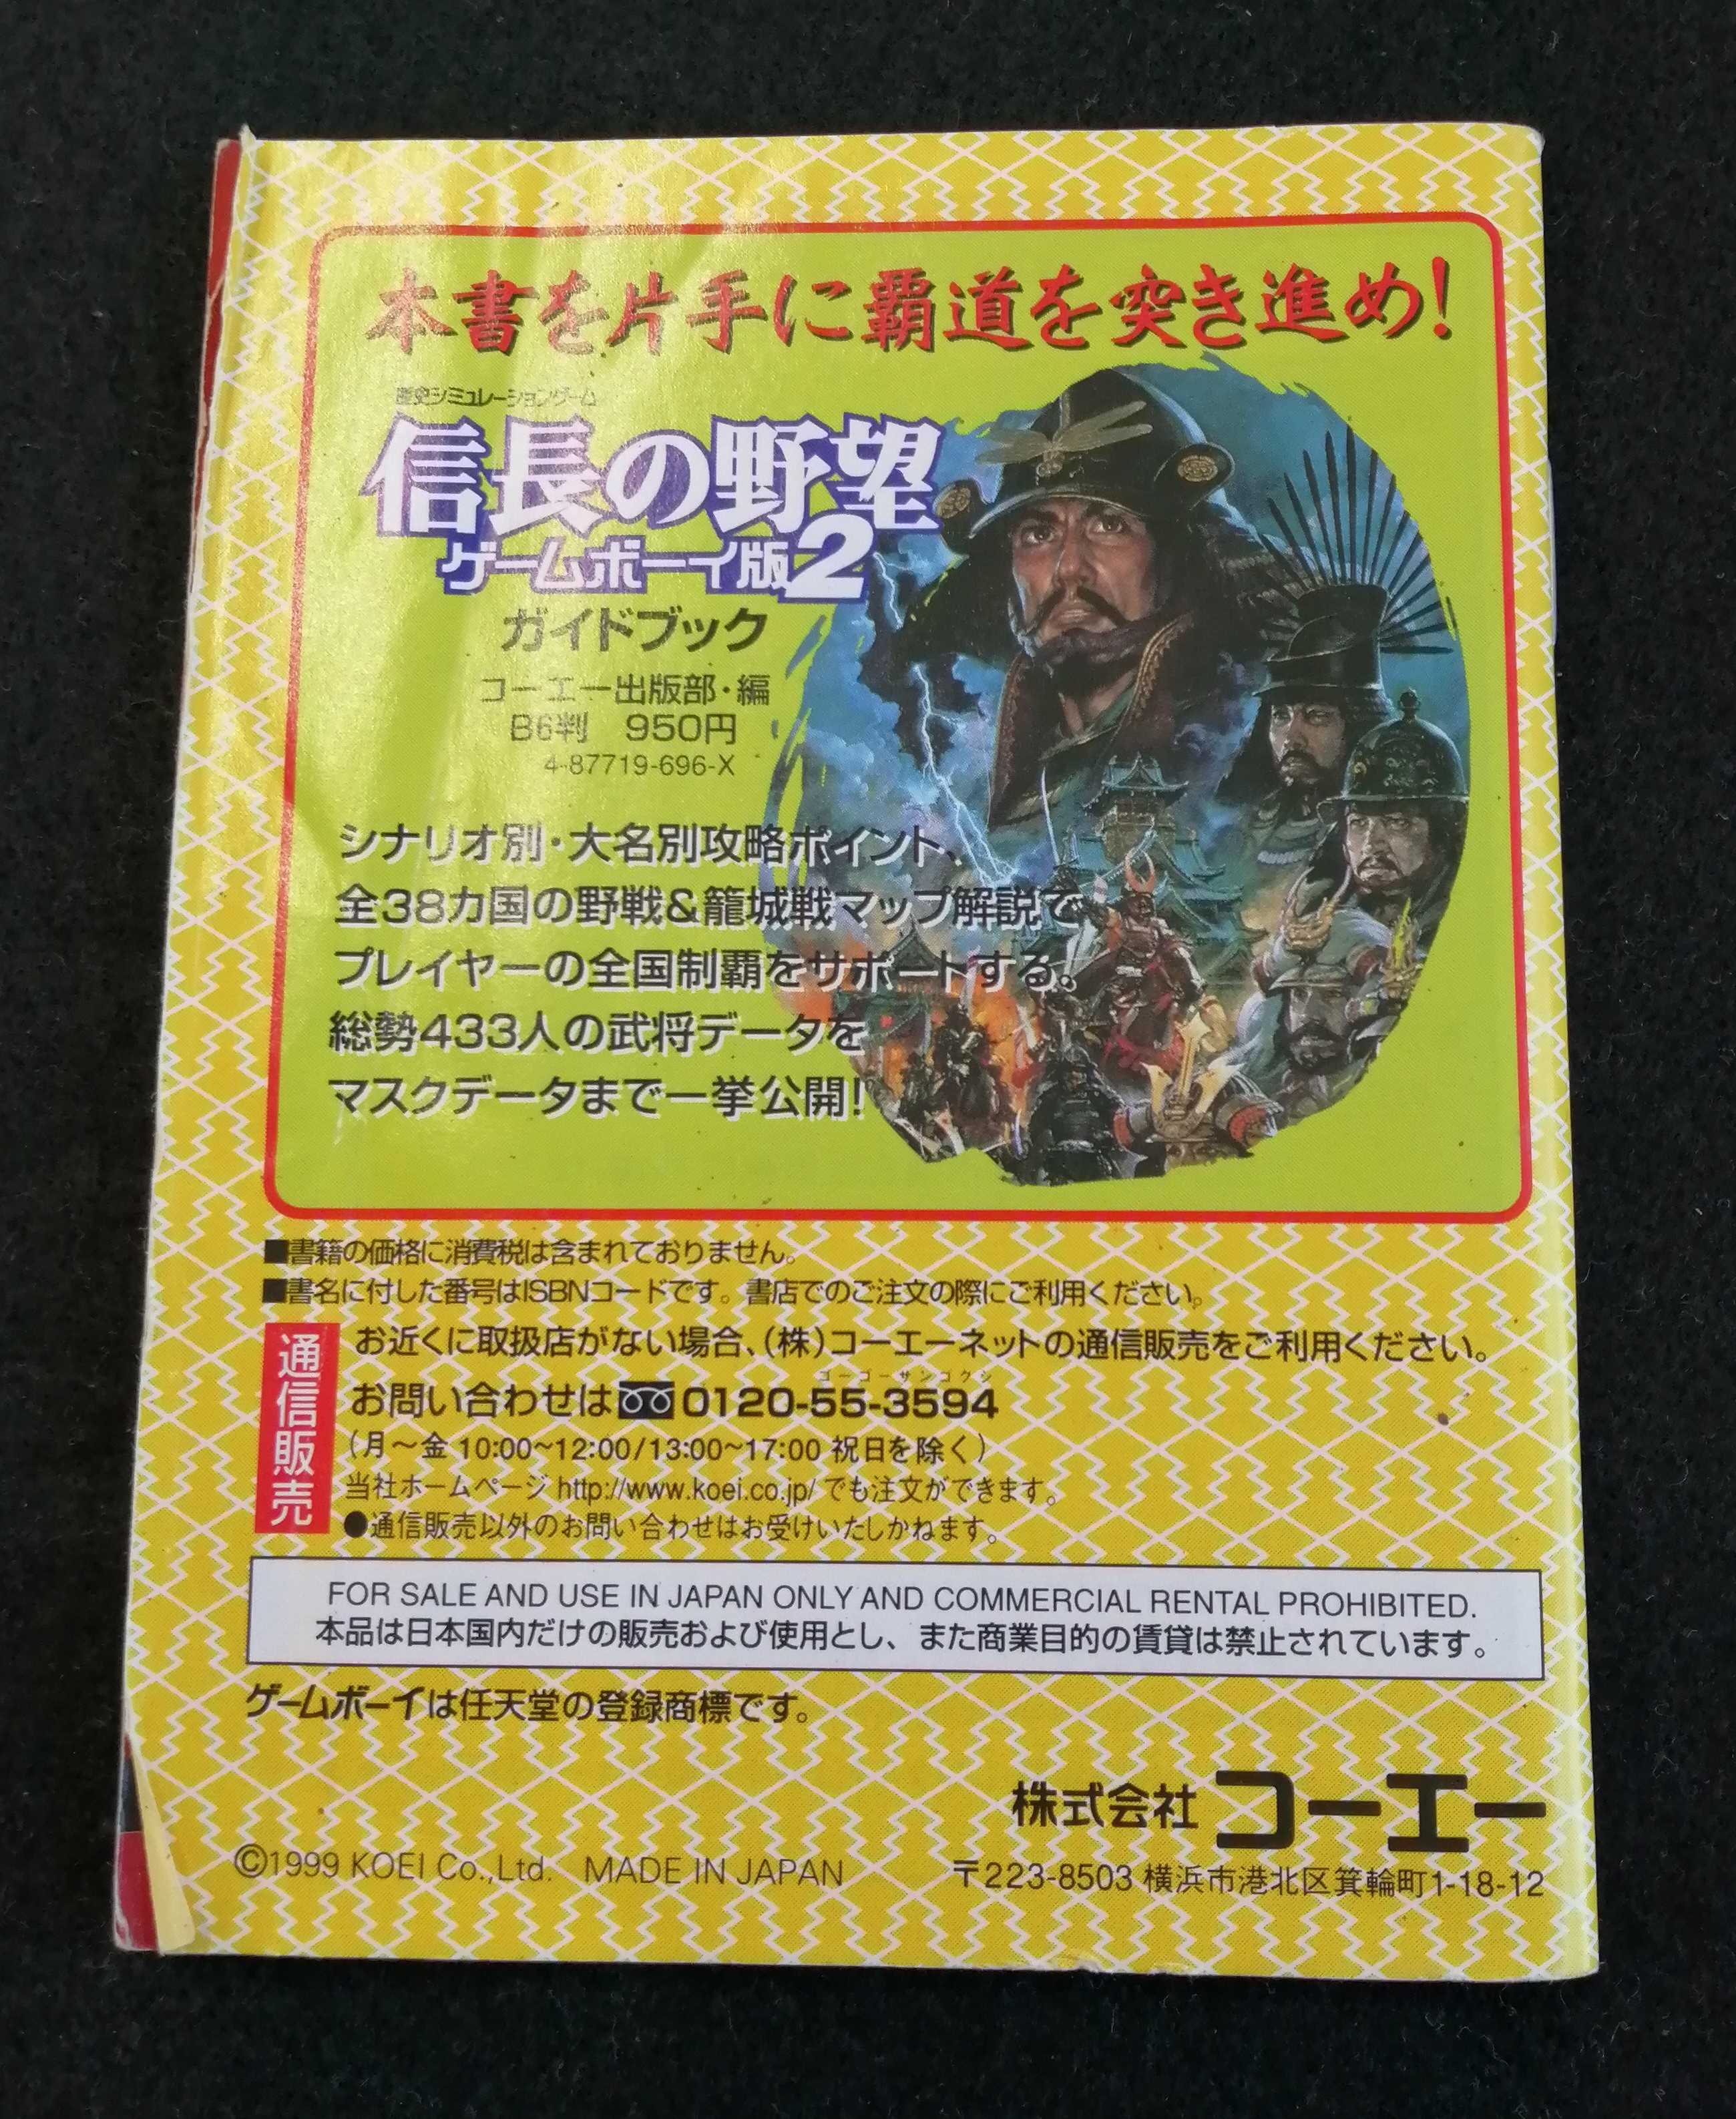 本書を片手に覇道を突き進め!
歴史シミュレーションゲーム
信長の野望
ゲームボーイ版2
ガイドブック
コーエー出版部・編
B6判 950円
4-87719-696-X
シナリオ別・大名別攻略ポイント、
全38カ国の野戦&籠城戦マップ解説で
プレイヤーの全国制覇をサポートする。
総勢433人の武将データを
マスクデータまで一挙公開!
■書籍の価格に消費税は含まれておりません。
■書名に付した番号はISBNコードです。書店でのご注文の際にご利用ください。
通信販売
お近くに取扱店がない場合、(株)コーエーネットの通信販売をご利用ください。
ゴーゴーサンゴクシ
お問い合わせは 0120-55-3594
(月~金 10:00~12:00/13:00~17:00 祝日を除く)
当社ホームページ http://www.koei.co.jp/ でも注文ができます。
●通信販売以外のお問い合わせはお受けいたしかねます。
FOR SALE AND USE IN JAPAN ONLY AND COMMERCIAL RENTAL PROHIBITED.
本品は日本国内だけの販売および使用とし、また商業目的の賃貸は禁止されています。
ゲームボーイは任天堂の登録商標です。
株式会社コーエー
©1999 KOEI Co.,Ltd. MADE IN JAPAN
〒223-8503 横浜市港北区箕輪町1-18-12